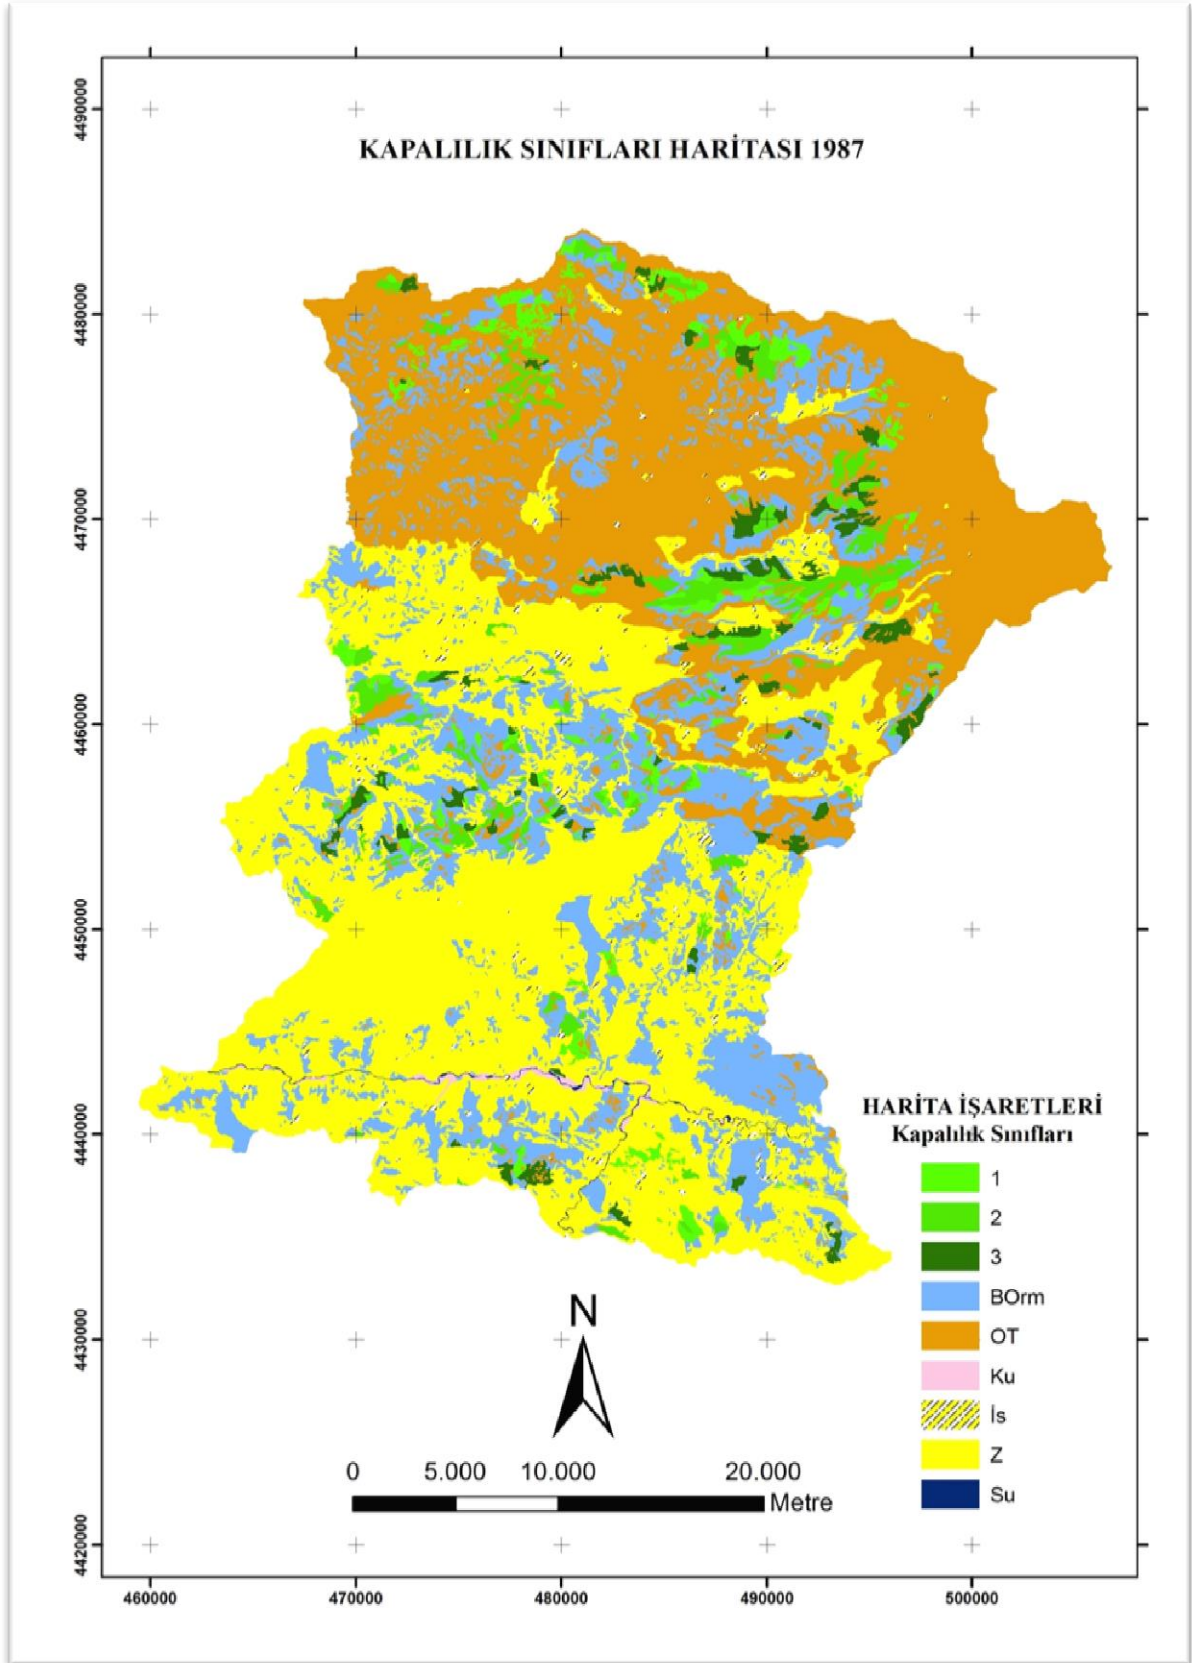 KAPALILIK SINIFLARI HARİTASI 1987
4490000
4480000
4470000
4460000
4450000
4440000
4430000
4420000
HARİTA İŞARETLERİ
Kapalılık Sınıfları
1
2
3
BOrm
OT
Ku
İs
Z
Su
N
0 5.000 10.000 20.000
Metre
460000 470000 480000 490000 500000